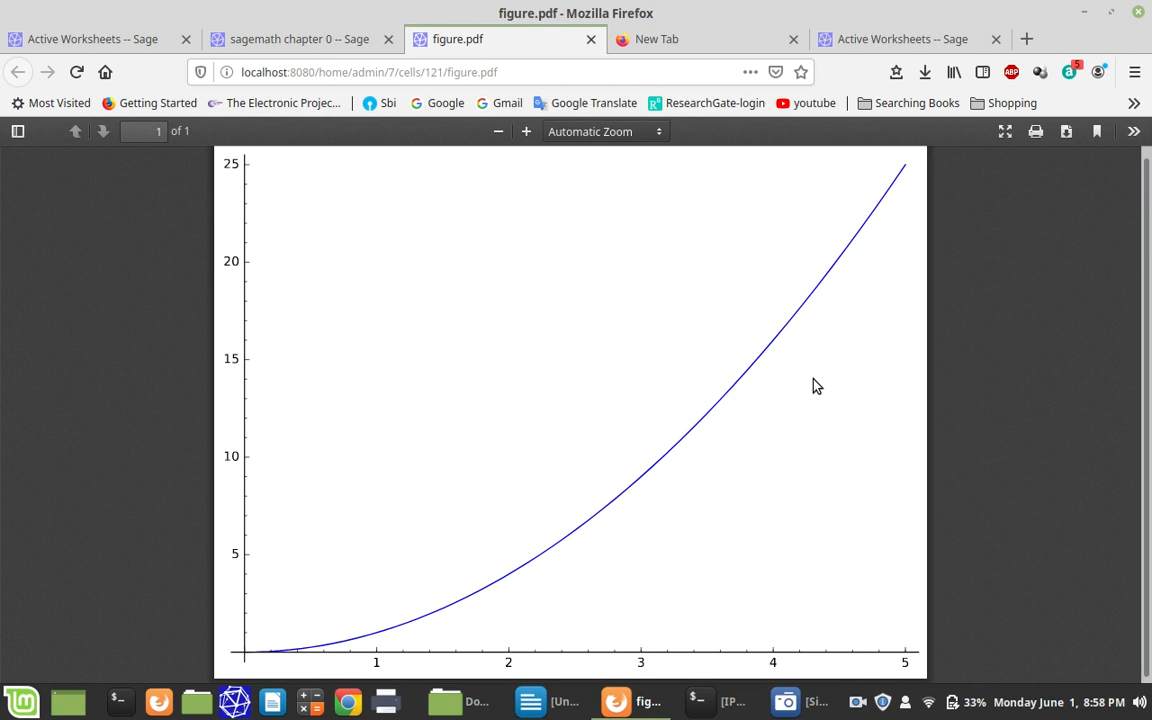 figure.pdf - Mozilla Firefox
Active Worksheets -- Sage
sagemath chapter 0 -- Sage
figure.pdf
New Tab
Active Worksheets -- Sage
localhost:8080/home/admin/7/cells/121/figure.pdf
ABP
5
a
Most Visited
Getting Started
The Electronic Projec...
Sbi
Google
Gmail
Google Translate
ResearchGate-login
youtube
Searching Books
Shopping
1 of 1
Automatic Zoom
25
20
15
10
5
1 2 3 4 5
Do...
[Un...
fig...
[IP...
[Si...
33% Monday June 1, 8:58 PM